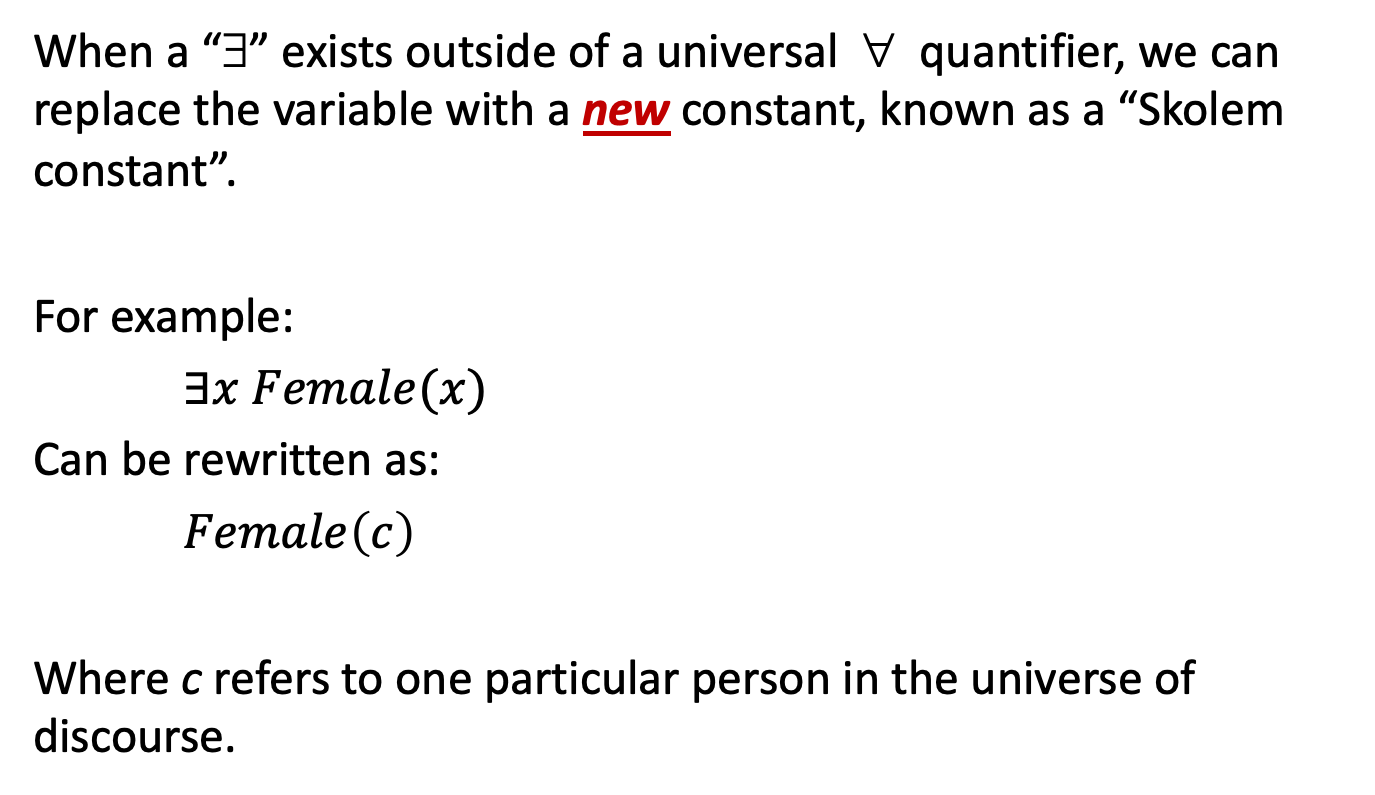 When a “∃” exists outside of a universal ∀ quantifier, we can
replace the variable with a new constant, known as a “Skolem
constant”.
For example:
∃x Female(x)
Can be rewritten as:
Female(c)
Where c refers to one particular person in the universe of
discourse.